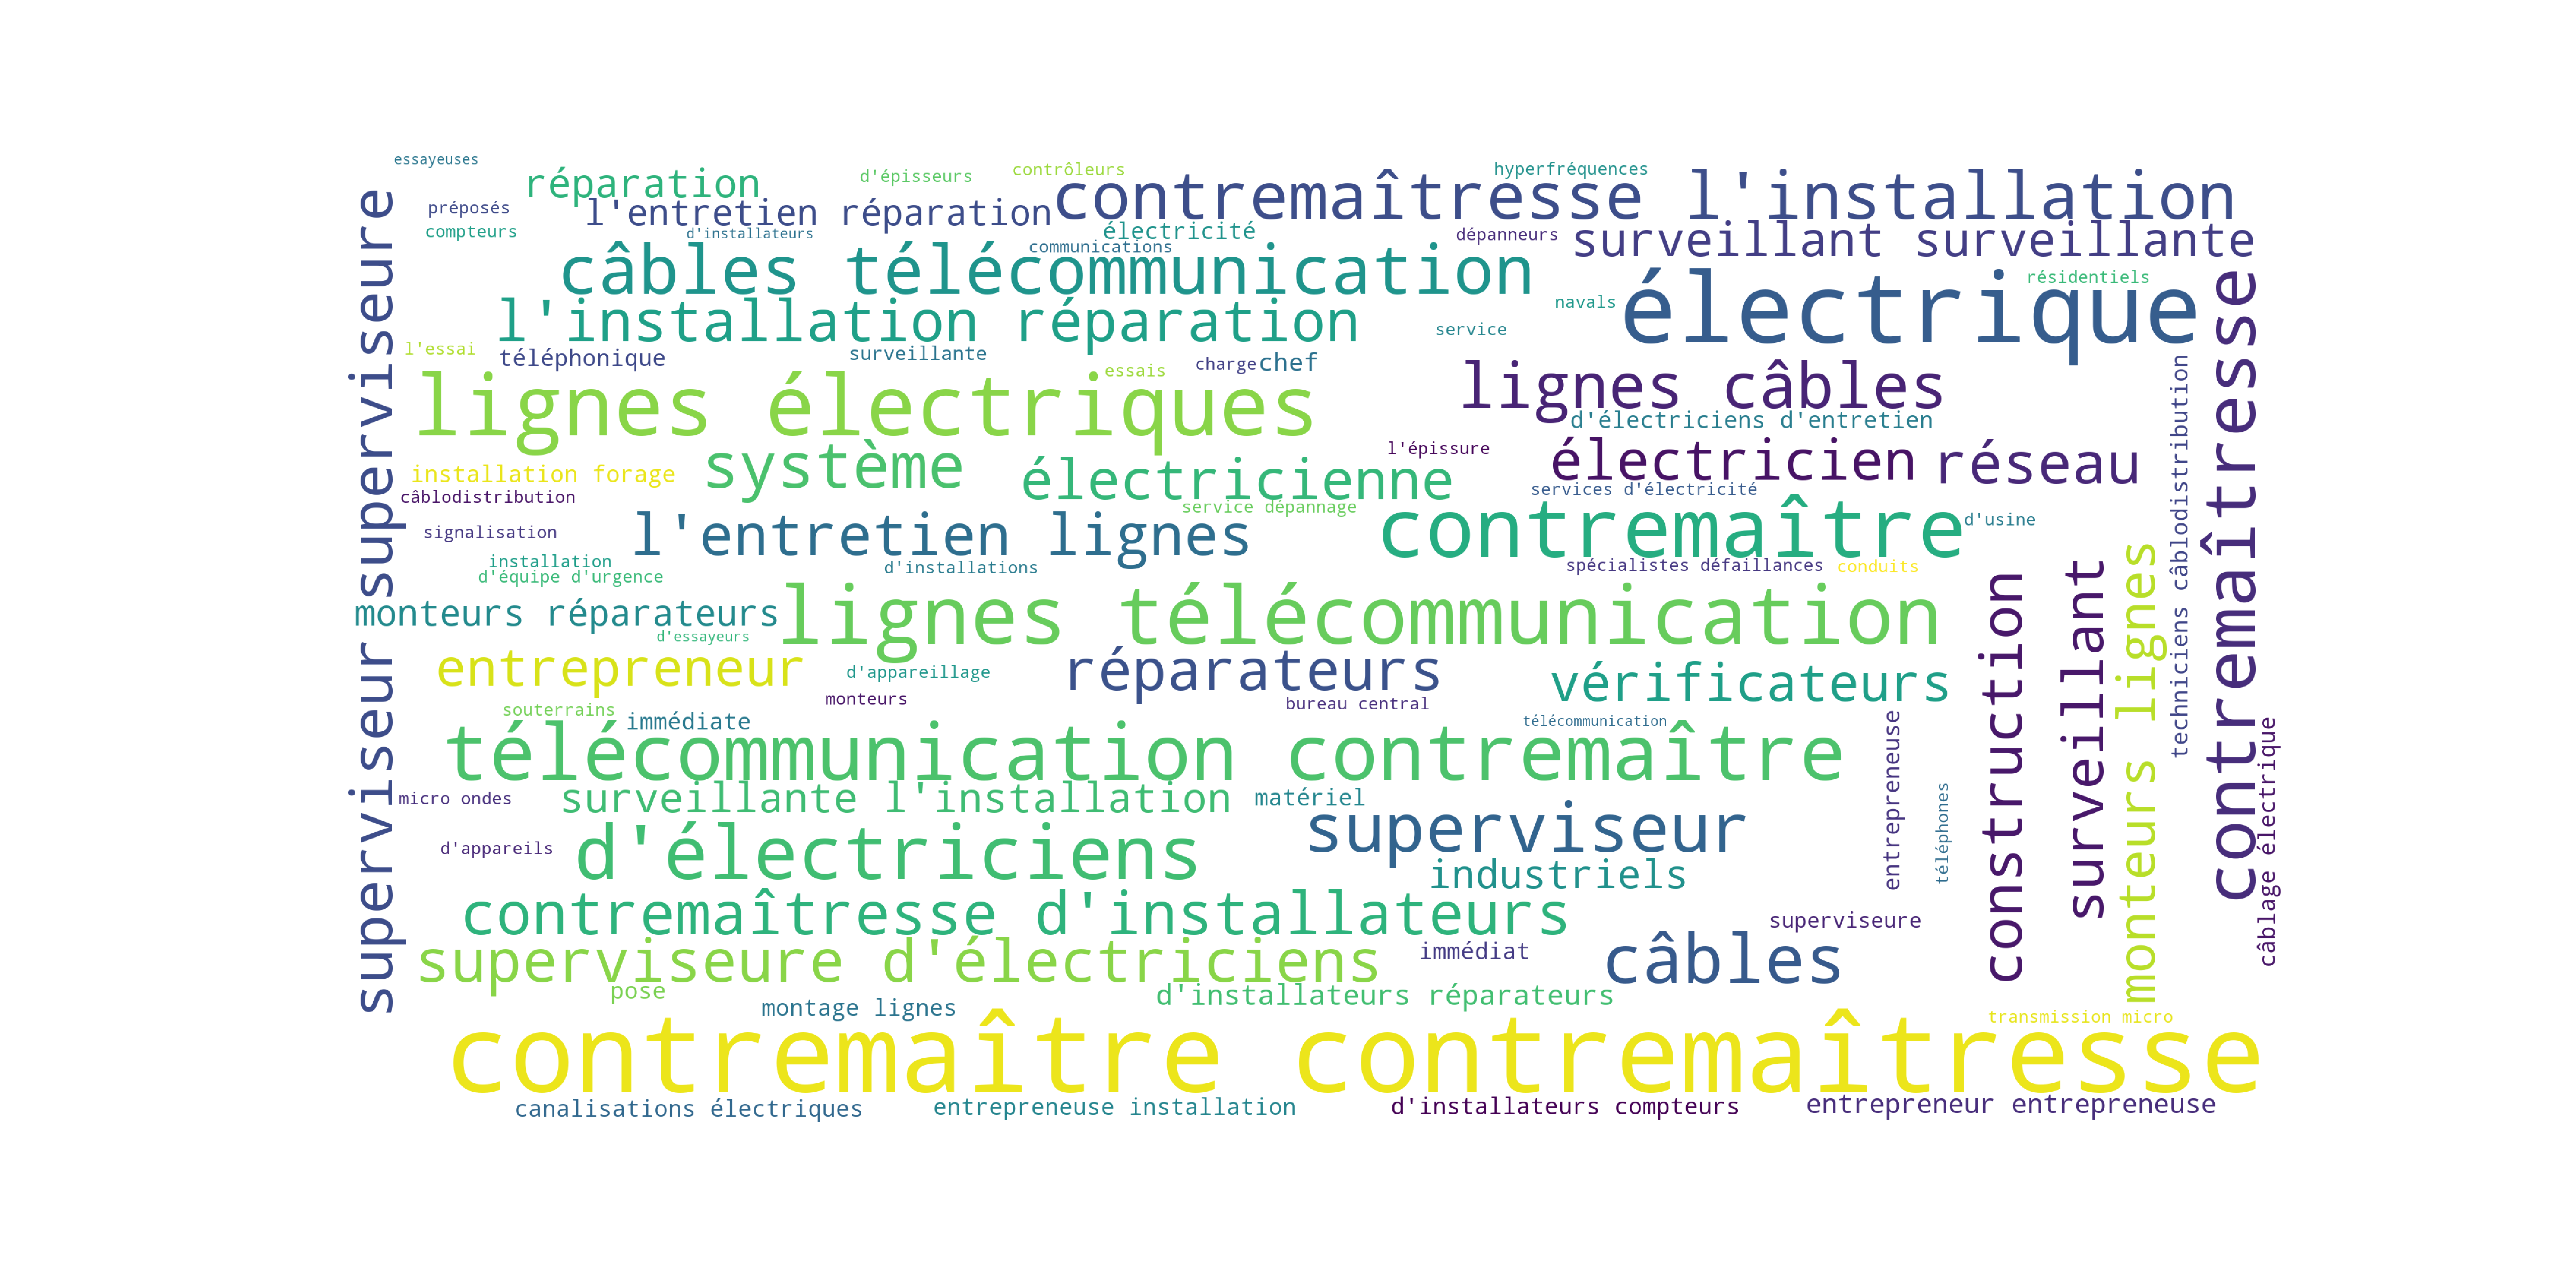 essayeuses
réparation
d'épisseurs
contrôleurs
hyperfréquences
contremaîtresse l'installation
préposés
l'entretien réparation
compteurs
d'installateurs
électricité
communications
dépanneurs
surveillant surveillante
câbles télécommunication
résidentiels
électrique
navals
l'installation réparation
service
l'essai
téléphonique
surveillante
essais
charge
chef
lignes câbles
lignes électriques
d'électriciens d'entretien
l'épissure
électricien
réseau
installation forage
système
électricienne
câblodistribution
services d'électricité
service dépannage
signalisation
l'entretien lignes
contremaître
d'usine
installation
d'équipe d'urgence
d'installations
spécialistes défaillances
conduits
monteurs réparateurs
lignes télécommunication
d'essayeurs
entrepreneur
d'appareillage
réparateurs
vérificateurs
monteurs
bureau central
souterrains
immédiate
télécommunication
télécommunication contremaître
micro ondes
surveillante l'installation
matériel
superviseur
d'appareils
d'électriciens
industriels
contremaîtresse d'installateurs
superviseure
superviseure d'électriciens
immédiat
câbles
pose
montage lignes
d'installateurs réparateurs
transmission micro
contremaître contremaîtresse
canalisations électriques
entrepreneuse installation
d'installateurs compteurs
entrepreneur entrepreneuse
superviseur superviseure
entrepreneuse
téléphones
construction
surveillant
monteurs lignes
techniciens câblodistribution
contremaîtresse
câblage électrique